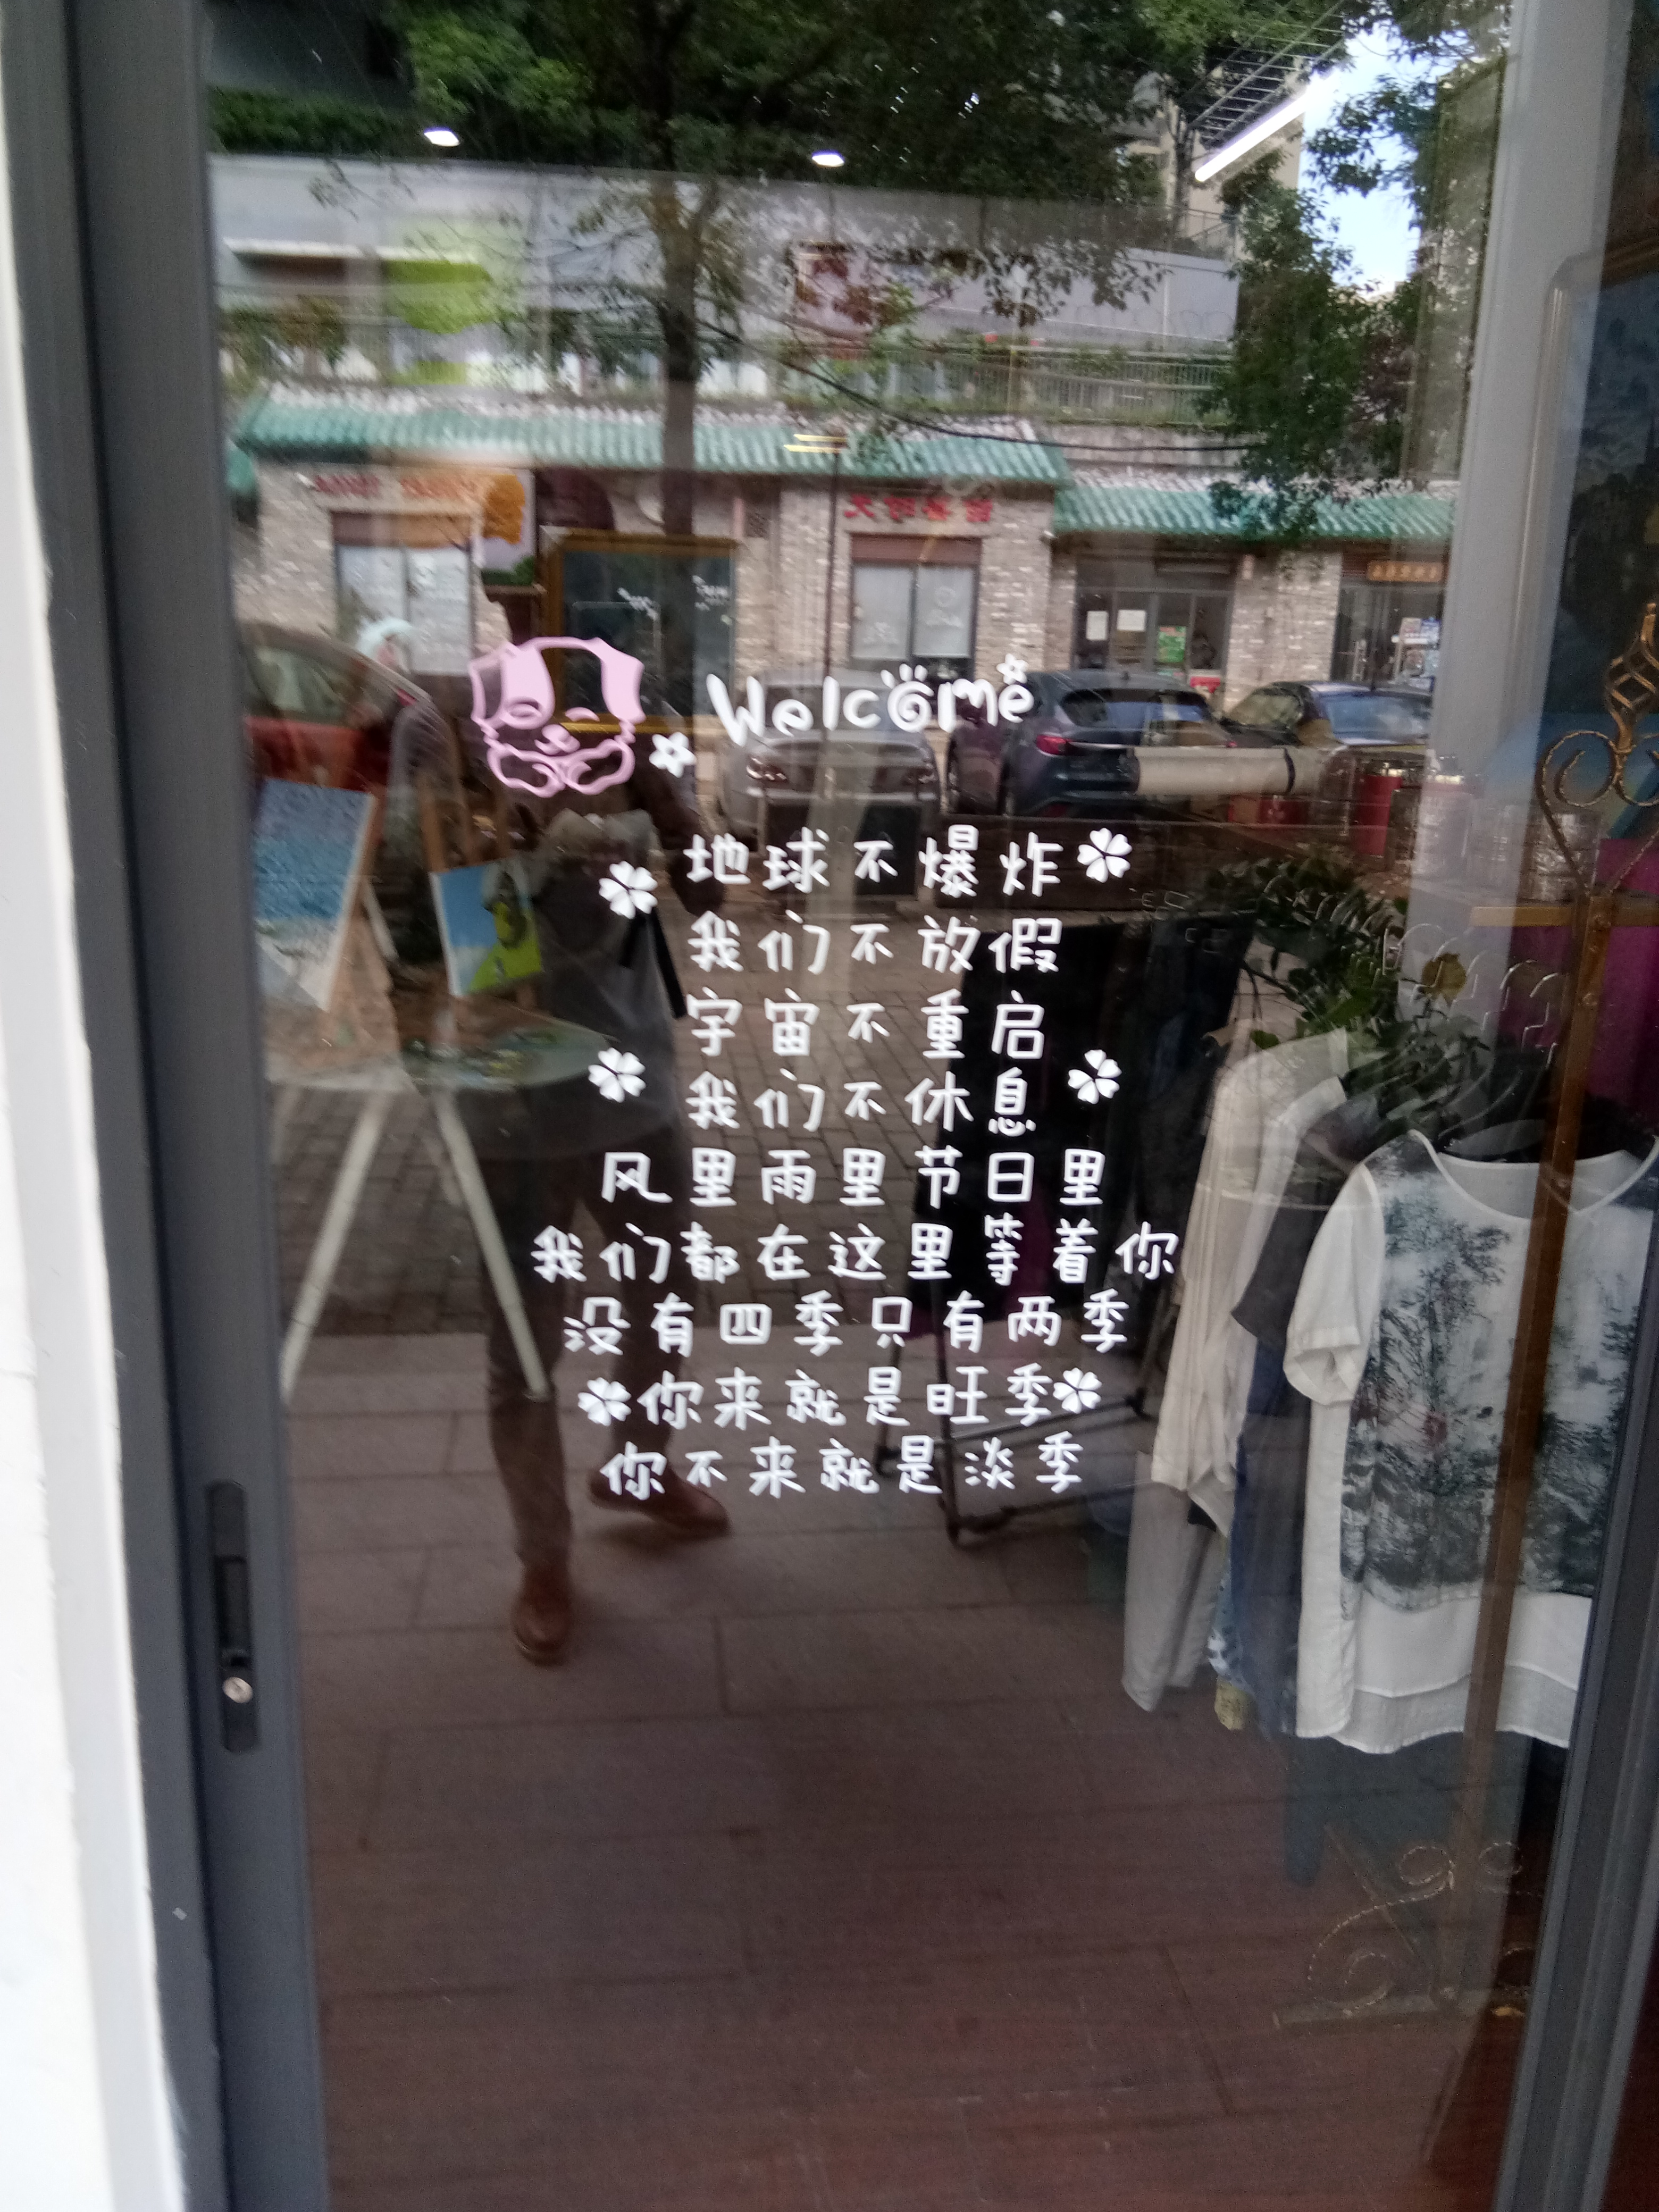 Welcome
地球不爆炸
我们不放假
宇宙不重启
我们不休息
风里雨里节日里
我们都在这里等着你
没有四季只有两季
你来就是旺季
你不来就是淡季